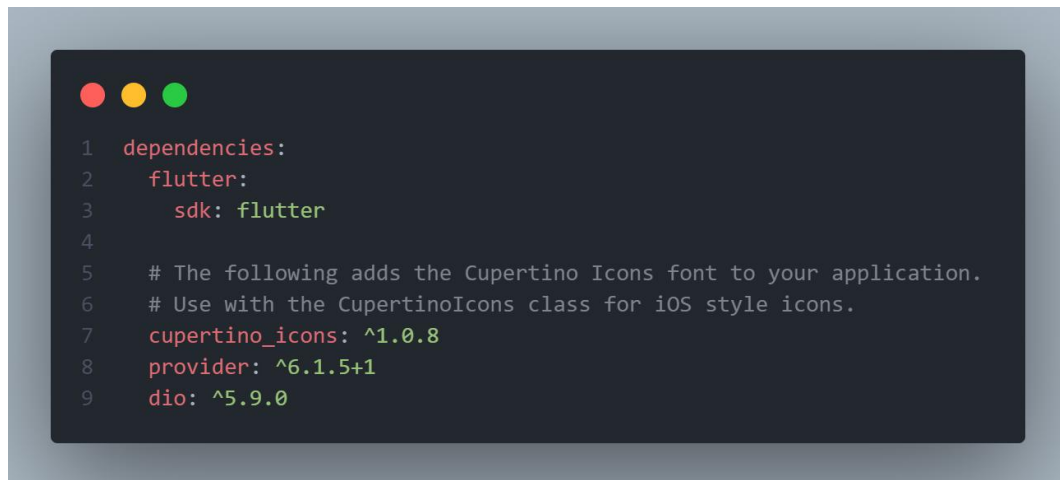 1 dependencies:
2 flutter:
3 sdk: flutter
4
5 # The following adds the Cupertino Icons font to your application.
6 # Use with the CupertinoIcons class for iOS style icons.
7 cupertino_icons: ^1.0.8
8 provider: ^6.1.5+1
9 dio: ^5.9.0